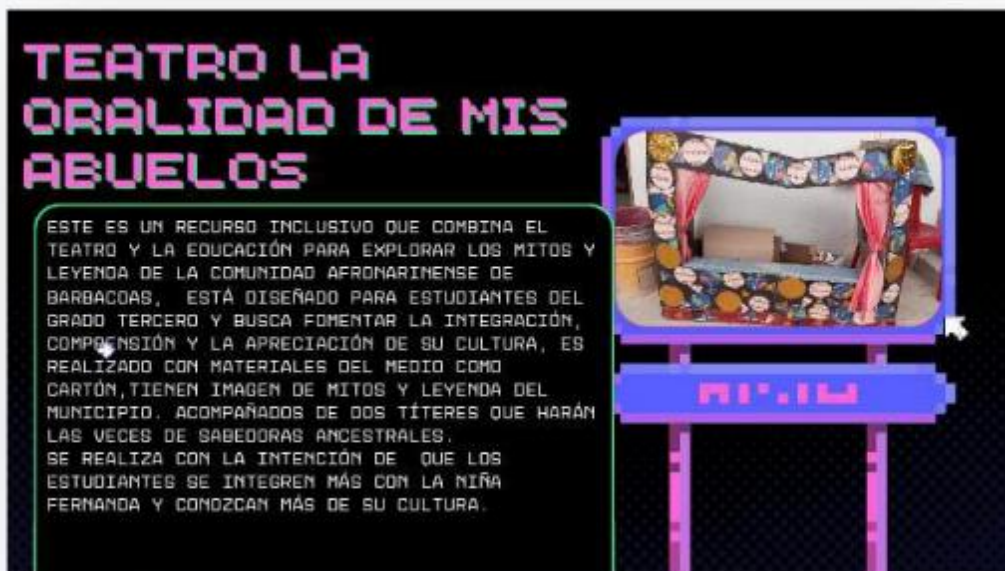 TEATRO LA
ORALIDAD DE MIS
ABUELOS
ESTE ES UN RECURSO INCLUSIVO QUE COMBINA EL
TEATRO Y LA EDUCACIÓN PARA EXPLORAR LOS MITOS Y
LEYENDA DE LA COMUNIDAD AFRONARINENSE DE
BARBACOAS, ESTÁ DISEÑADO PARA ESTUDIANTES DEL
GRADO TERCERO Y BUSCA FOMENTAR LA INTEGRACIÓN,
COMPRENSIÓN Y LA APRECIACIÓN DE SU CULTURA, ES
REALIZADO CON MATERIALES DEL MEDIO COMO
CARTÓN,TIENEN IMAGEN DE MITOS Y LEYENDA DEL
MUNICIPIO. ACOMPAÑADOS DE DOS TÍTERES QUE HARÁN
LAS VECES DE SABEDORAS ANCESTRALES.
SE REALIZA CON LA INTENCIÓN DE QUE LOS
ESTUDIANTES SE INTEGREN MÁS CON LA NIÑA
FERNANDA Y CONOZCAN MÁS DE SU CULTURA.